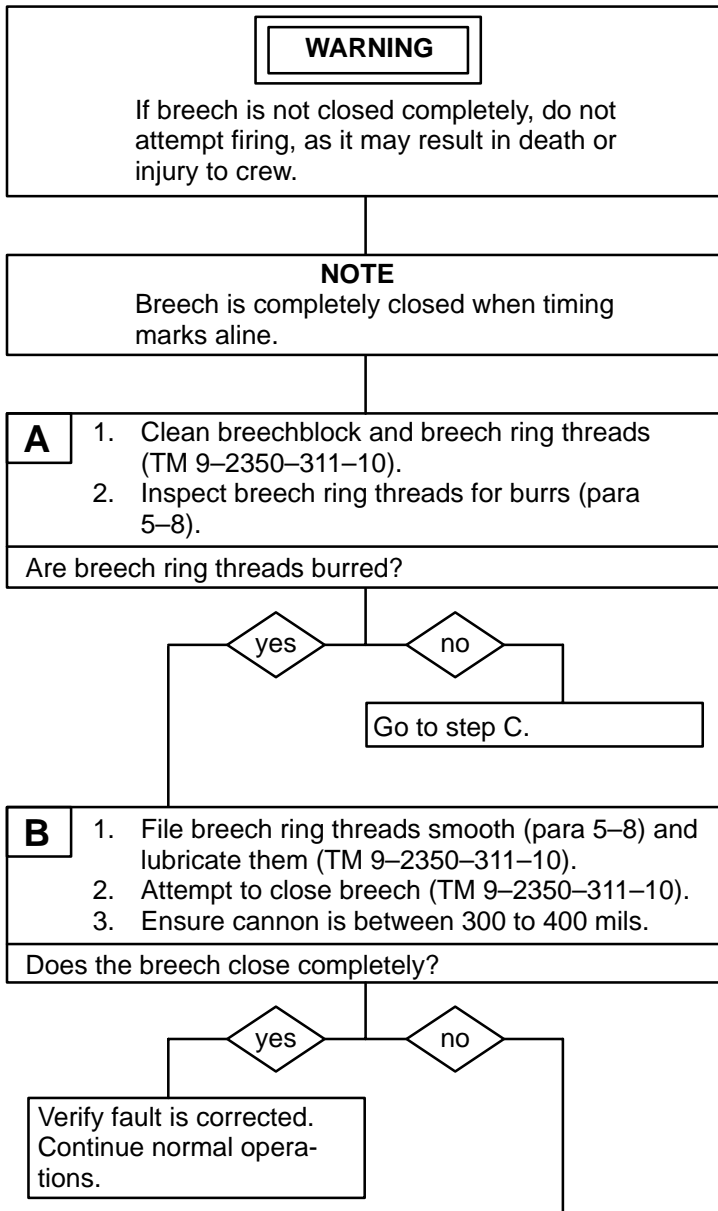 WARNING
If breech is not closed completely, do not
attempt firing, as it may result in death or
injury to crew.
NOTE
Breech is completely closed when timing
marks aline.
A
1. Clean breechblock and breech ring threads
(TM 9–2350–311–10).
2. Inspect breech ring threads for burrs (para
5–8).
Are breech ring threads burred?
yes
no
Go to step C.
B
1. File breech ring threads smooth (para 5–8) and
lubricate them (TM 9–2350–311–10).
2. Attempt to close breech (TM 9–2350–311–10).
3. Ensure cannon is between 300 to 400 mils.
Does the breech close completely?
yes
no
Verify fault is corrected.
Continue normal opera-
tions.